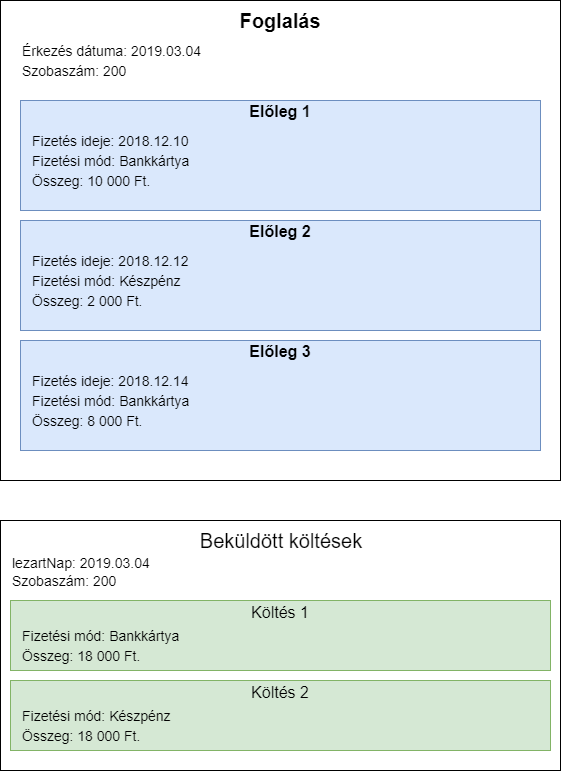 Foglalás
Érkezés dátuma: 2019.03.04
Szobaszám: 200
Előleg 1
Fizetés ideje: 2018.12.10
Fizetési mód: Bankkártya
Összeg: 10 000 Ft.
Előleg 2
Fizetés ideje: 2018.12.12
Fizetési mód: Készpénz
Összeg: 2 000 Ft.
Előleg 3
Fizetés ideje: 2018.12.14
Fizetési mód: Bankkártya
Összeg: 8 000 Ft.
Beküldött költések
lezartNap: 2019.03.04
Szobaszám: 200
Költés 1
Fizetési mód: Bankkártya
Összeg: 18 000 Ft.
Költés 2
Fizetési mód: Készpénz
Összeg: 18 000 Ft.